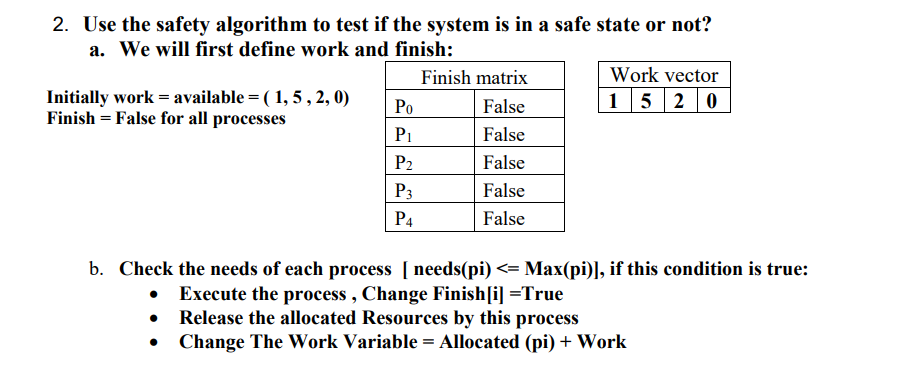 2. Use the safety algorithm to test if the system is in a safe state or not?
a. We will first define work and finish:
Finish matrix
Work vector
Initially work = available = ( 1, 5 , 2, 0)
Finish = False for all processes
P0 False
P1 False
P2 False
P3 False
P4 False
1 5 2 0
b. Check the needs of each process [ needs(pi) <= Max(pi)], if this condition is true:
• Execute the process , Change Finish[i] =True
• Release the allocated Resources by this process
• Change The Work Variable = Allocated (pi) + Work